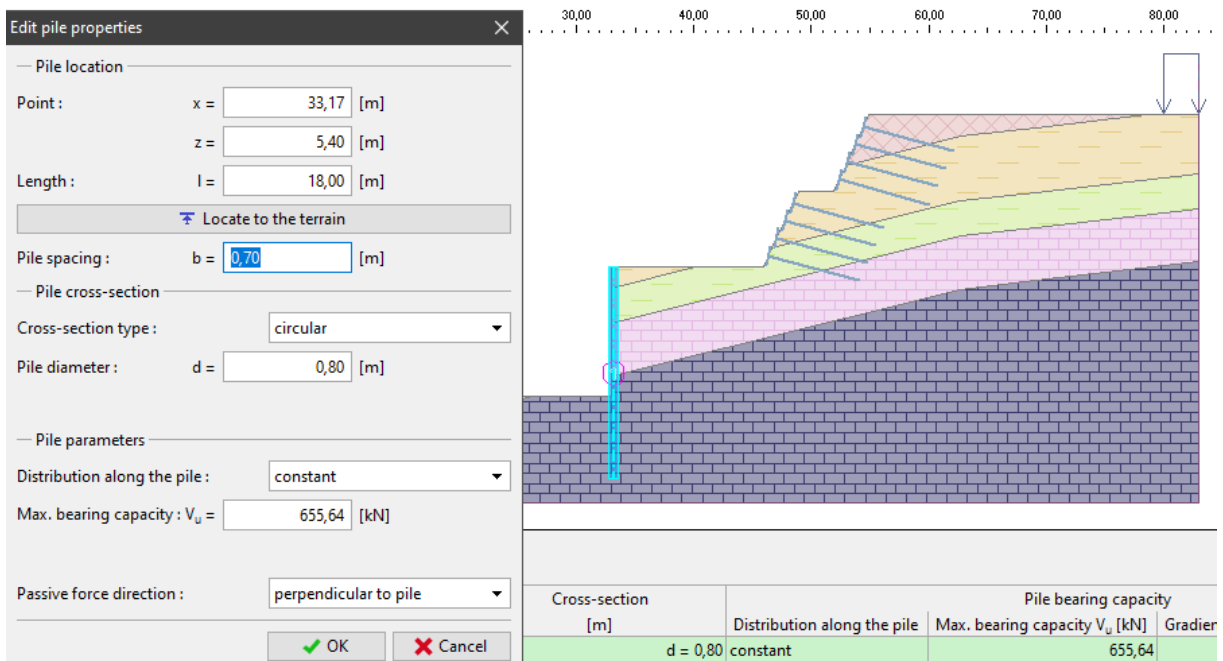 Edit pile properties
30,00 40,00 50,00 60,00 70,00 80,00
Pile location
Point : x = 33,17 [m]
z = 5,40 [m]
Length : l = 18,00 [m]
Locate to the terrain
Pile spacing : b = 0,70 [m]
Pile cross-section
Cross-section type : circular
Pile diameter : d = 0,80 [m]
Pile parameters
Distribution along the pile : constant
Max. bearing capacity : Vu = 655,64 [kN]
Passive force direction : perpendicular to pile
OK Cancel
Cross-section Pile bearing capacity
[m] Distribution along the pile Max. bearing capacity Vu [kN] Gradien
d = 0,80 constant 655,64